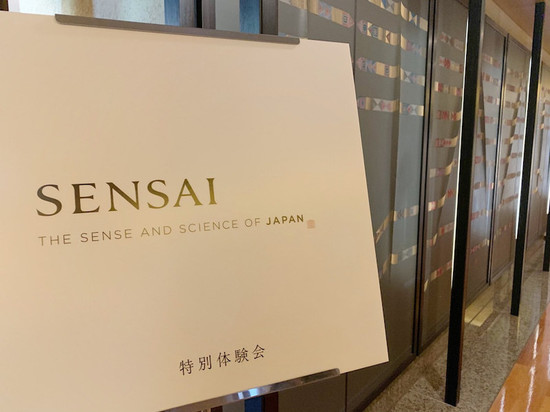 SENSAI
THE SENSE AND SCIENCE OF JAPAN
特別体験会